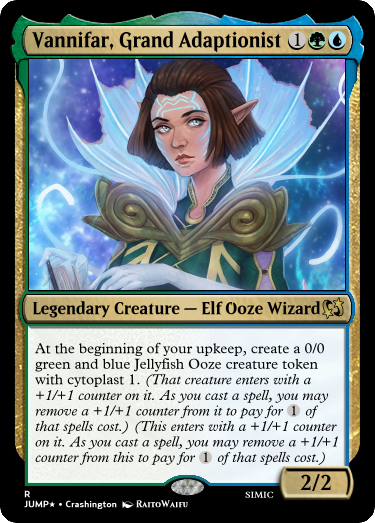 Vannifar, Grand Adaptionist 1
Legendary Creature — Elf Ooze Wizard
At the beginning of your upkeep, create a 0/0
green and blue Jellyfish Ooze creature token
with cytoplast 1. (That creature enters with a
+1/+1 counter on it. As you cast a spell, you may
remove a +1/+1 counter from it to pay for 1 of
that spells cost.) (This enters with a +1/+1 counter
on it. As you cast a spell, you may remove a +1/+1
counter from this to pay for 1 of that spells cost.)
2/2
R
JUMP★ • Crashington RaitoWaifu
SIMIC